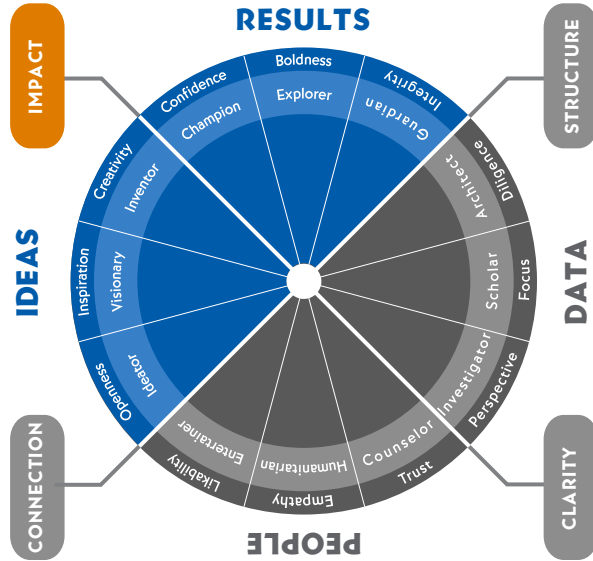 RESULTS
IMPACT
STRUCTURE
Confidence
Boldness
Integrity
Champion
Explorer
Guardian
Creativity
Inventor
Architect
Diligence
IDEAS
Inspiration
Visionary
Scholar
Focus
DATA
Openness
Ideator
Investigator
Perspective
Entertainer
Humanitarian
Counselor
Likability
Empathy
Trust
CONNECTION
CLARITY
PEOPLE